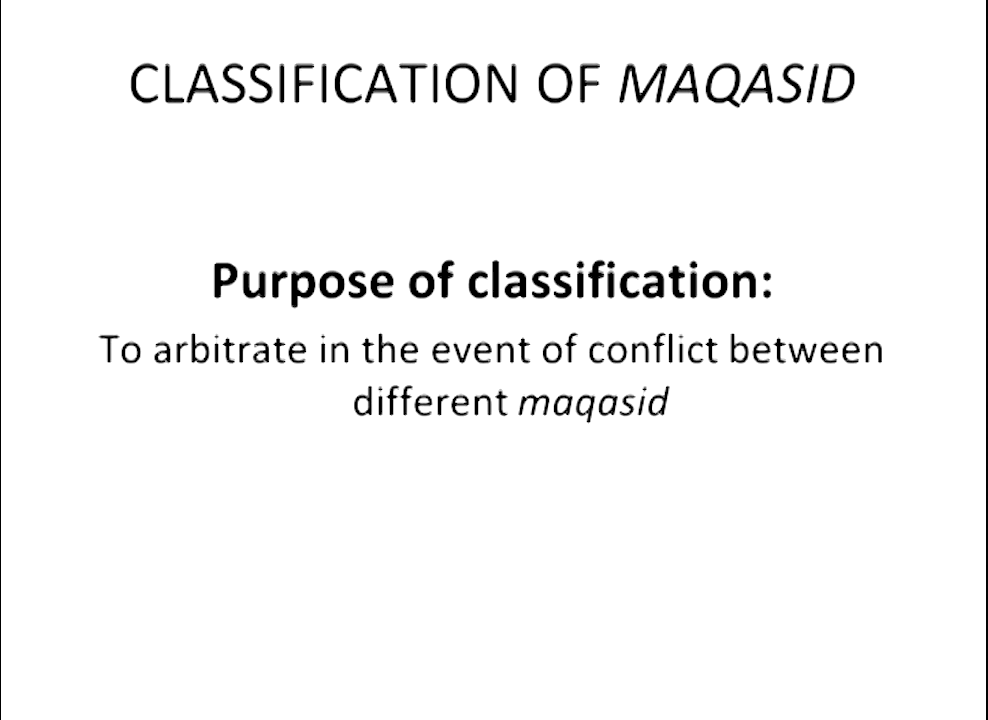 CLASSIFICATION OF MAQASID
Purpose of classification:
To arbitrate in the event of conflict between
different maqasid